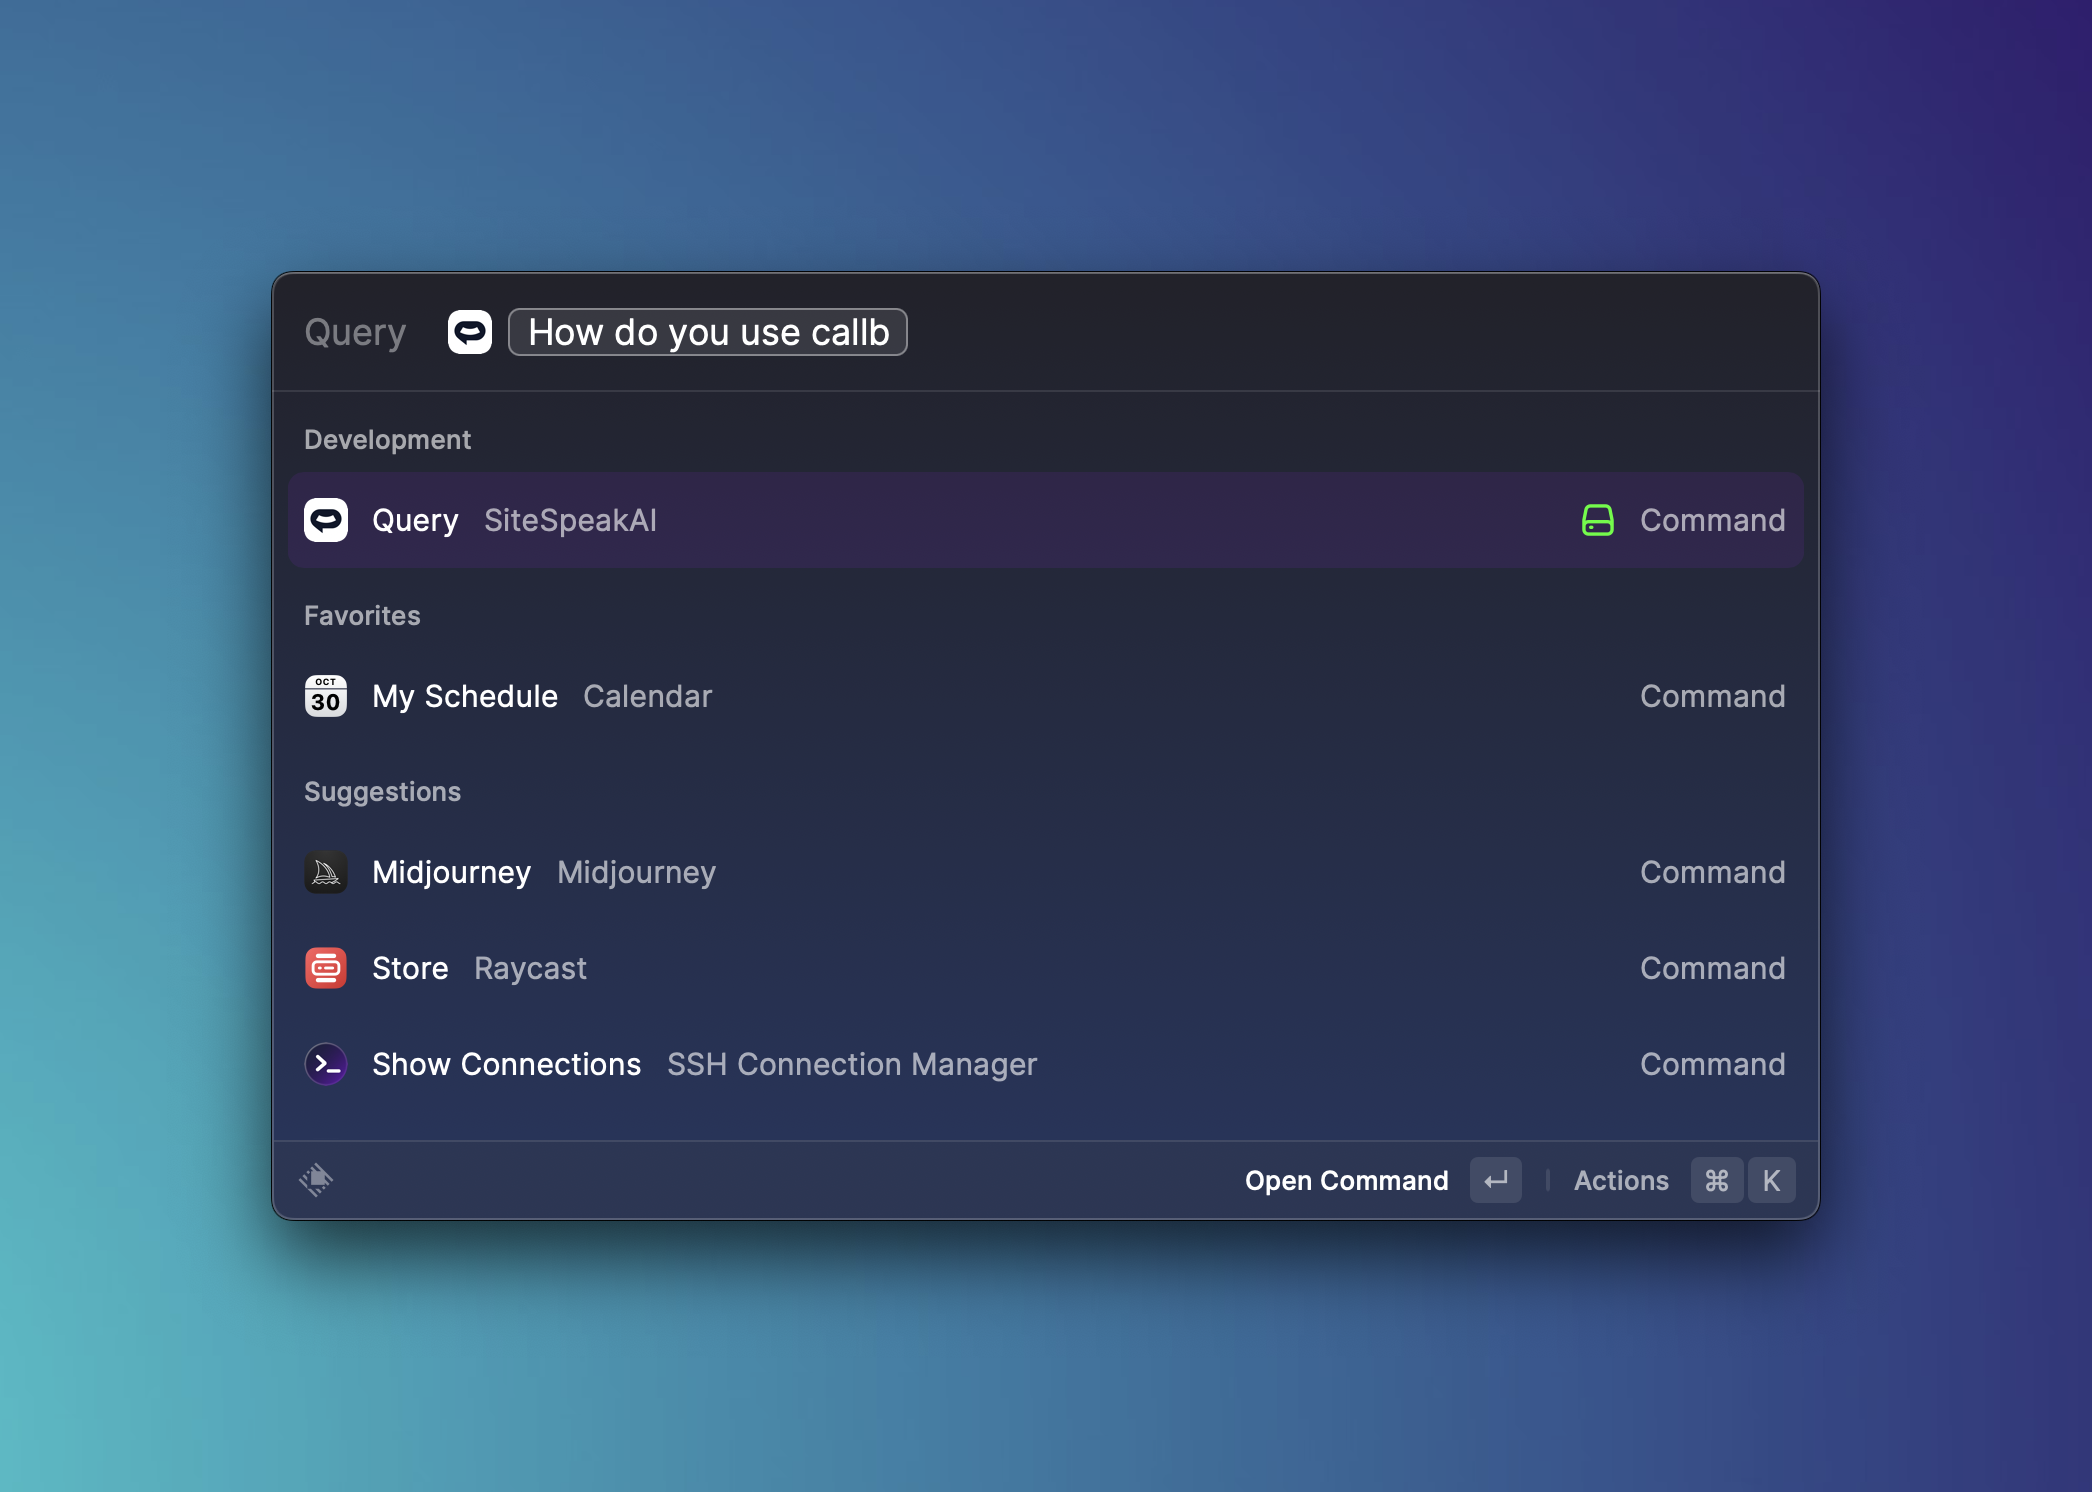 Query How do you use callb
Development
Query SiteSpeakAI Command
Favorites
OCT
30
My Schedule Calendar Command
Suggestions
Midjourney Midjourney Command
Store Raycast Command
Show Connections SSH Connection Manager Command
Open Command ↵ Actions ⌘ K